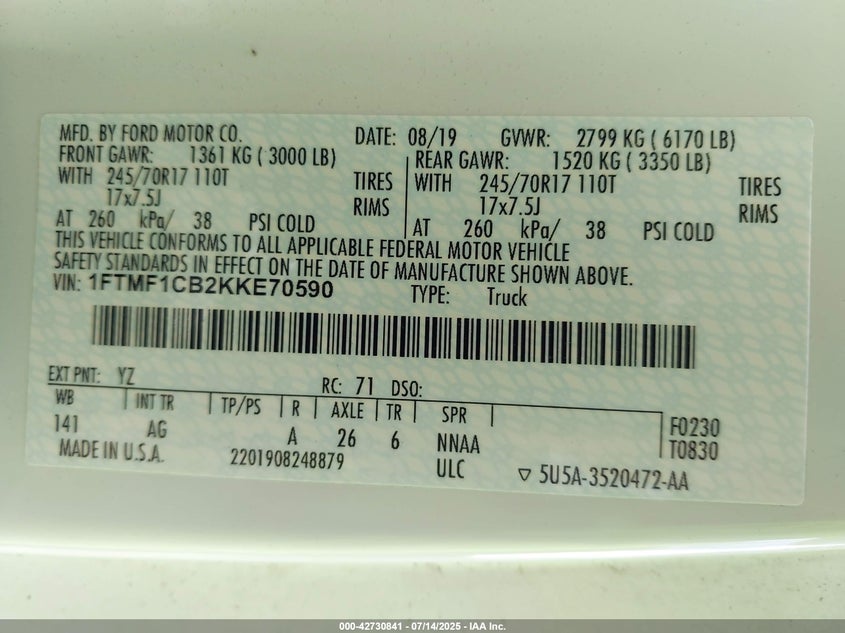 MFD. BY FORD MOTOR CO. DATE: 08/19 GVWR: 2799 KG ( 6170 LB)
FRONT GAWR: 1361 KG ( 3000 LB) REAR GAWR: 1520 KG ( 3350 LB)
WITH 245/70R17 110T TIRES WITH 245/70R17 110T TIRES
17x7.5J RIMS 17x7.5J RIMS
AT 260 kPa/ 38 PSI COLD AT 260 kPa/ 38 PSI COLD
THIS VEHICLE CONFORMS TO ALL APPLICABLE FEDERAL MOTOR VEHICLE
SAFETY STANDARDS IN EFFECT ON THE DATE OF MANUFACTURE SHOWN ABOVE.
VIN: 1FTMF1CB2KKE70590 TYPE: Truck
EXT PNT: YZ RC: 71 DSO:
WB INT TR TP/PS R AXLE TR SPR F0230
141 AG A 26 6 NNAA T0830
MADE IN U.S.A. 2201908248879 ULC ▽ 5U5A-3520472-AA
000-42730841 - 07/14/2025 - IAA Inc.